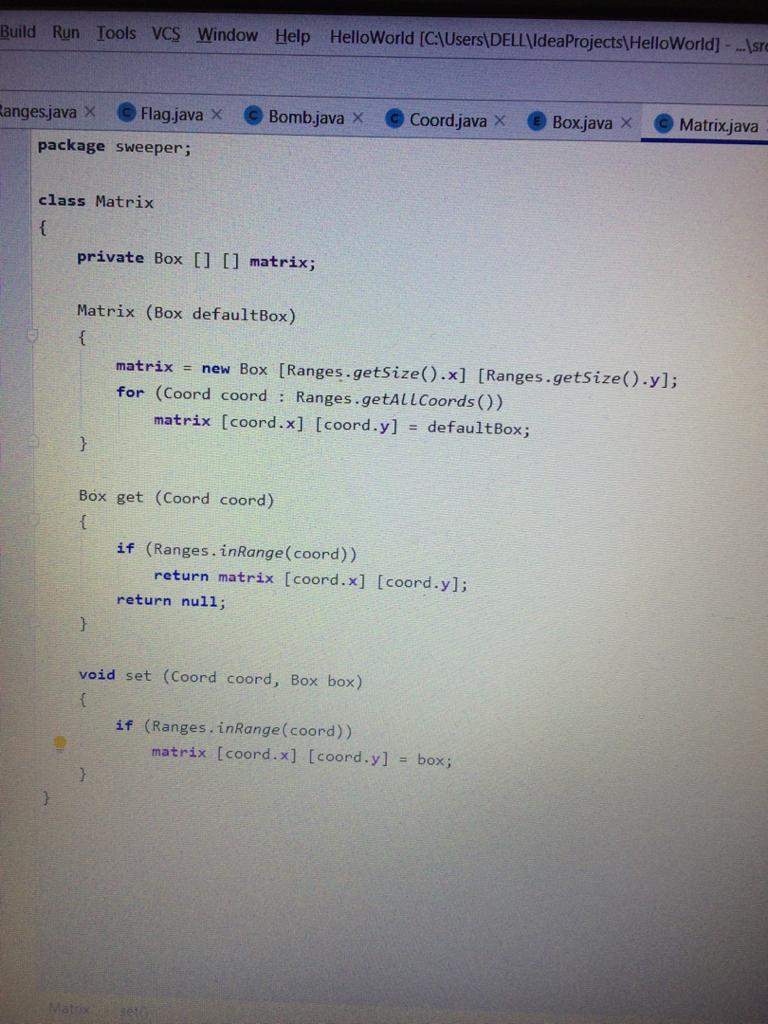 Build Run Tools VCS Window Help HelloWorld [C:\Users\DELL\IdeaProjects\HelloWorld] - ...\src
Ranges.java × Flag.java × Bomb.java × Coord.java × Box.java × Matrix.java
package sweeper;
class Matrix
{
private Box [] [] matrix;
Matrix (Box defaultBox)
{
matrix = new Box [Ranges.getSize().x] [Ranges.getSize().y];
for (Coord coord : Ranges.getAllCoords())
matrix [coord.x] [coord.y] = defaultBox;
}
Box get (Coord coord)
{
if (Ranges.inRange(coord))
return matrix [coord.x] [coord.y];
return null;
}
void set (Coord coord, Box box)
{
if (Ranges.inRange(coord))
matrix [coord.x] [coord.y] = box;
}
}
Matrix set()